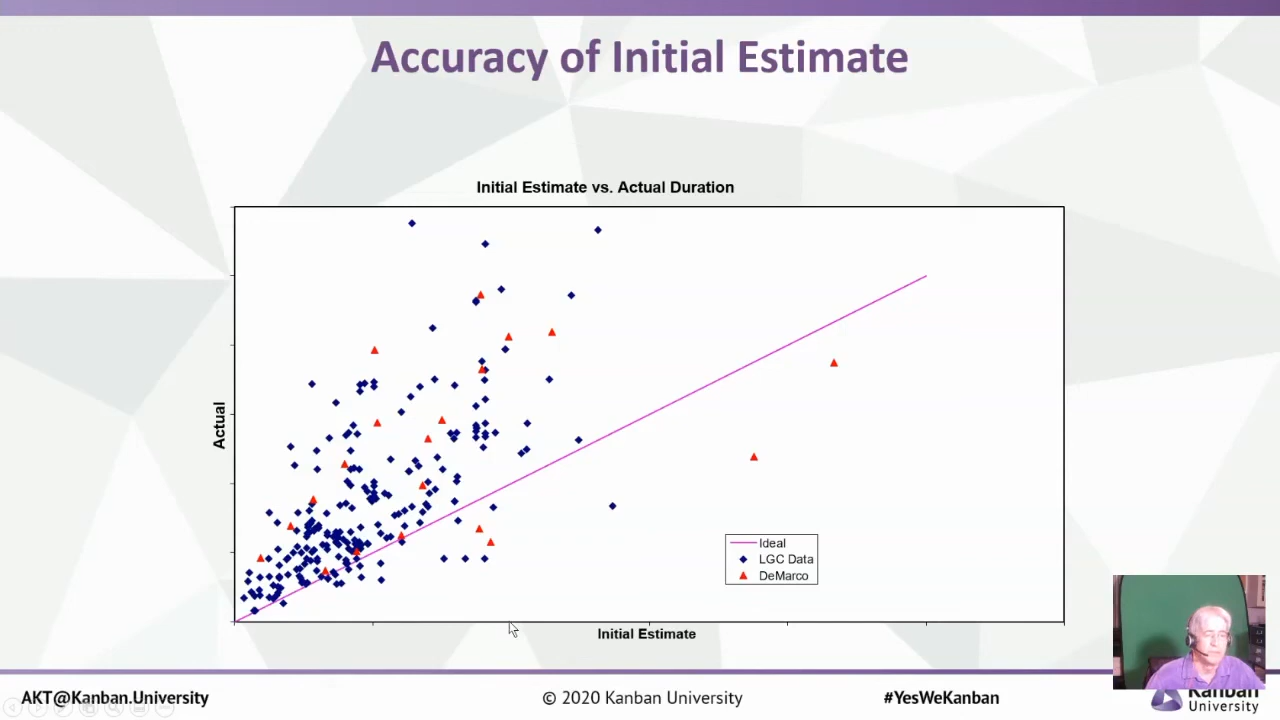 Accuracy of Initial Estimate
Initial Estimate vs. Actual Duration
Actual
Ideal
LGC Data
DeMarco
Initial Estimate
AKT@Kanban.University
© 2020 Kanban University
#YesWeKanban
Kanban
University